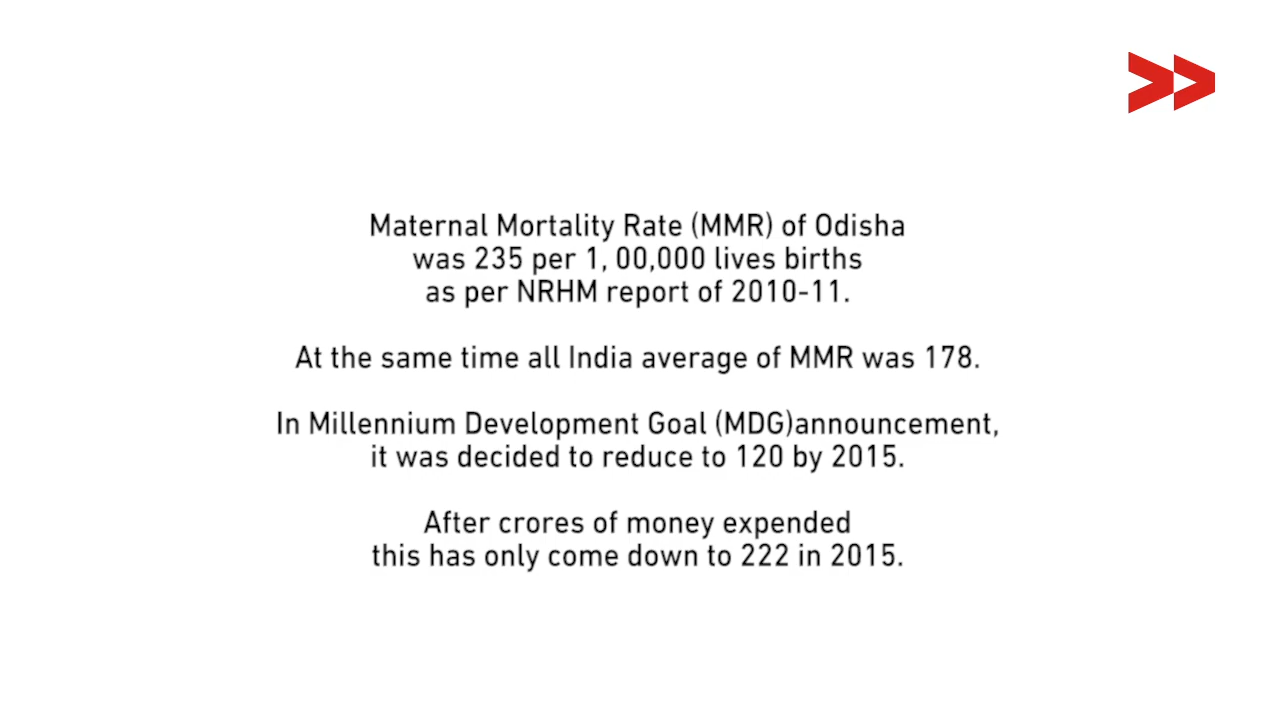 Maternal Mortality Rate (MMR) of Odisha
was 235 per 1, 00,000 lives births
as per NRHM report of 2010-11.
At the same time all India average of MMR was 178.
In Millennium Development Goal (MDG)announcement,
it was decided to reduce to 120 by 2015.
After crores of money expended
this has only come down to 222 in 2015.